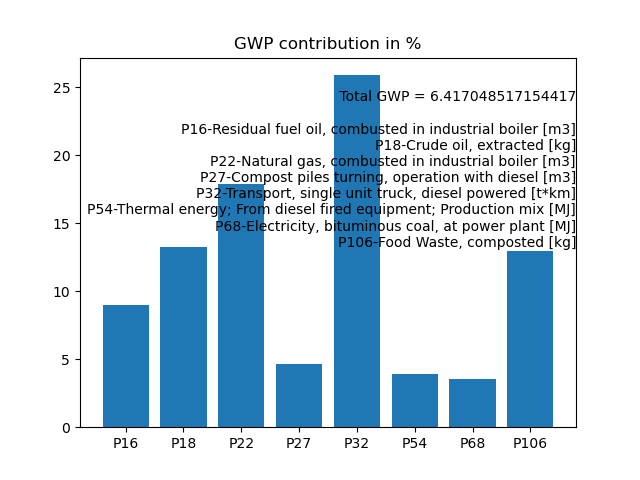 GWP contribution in %
25
20
15
10
5
0
Total GWP = 6.417048517154417
P16-Residual fuel oil, combusted in industrial boiler [m3]
P18-Crude oil, extracted [kg]
P22-Natural gas, combusted in industrial boiler [m3]
P27-Compost piles turning, operation with diesel [m3]
P32-Transport, single unit truck, diesel powered [t*km]
P54-Thermal energy; From diesel fired equipment; Production mix [MJ]
P68-Electricity, bituminous coal, at power plant [MJ]
P106-Food Waste, composted [kg]
P16 P18 P22 P27 P32 P54 P68 P106